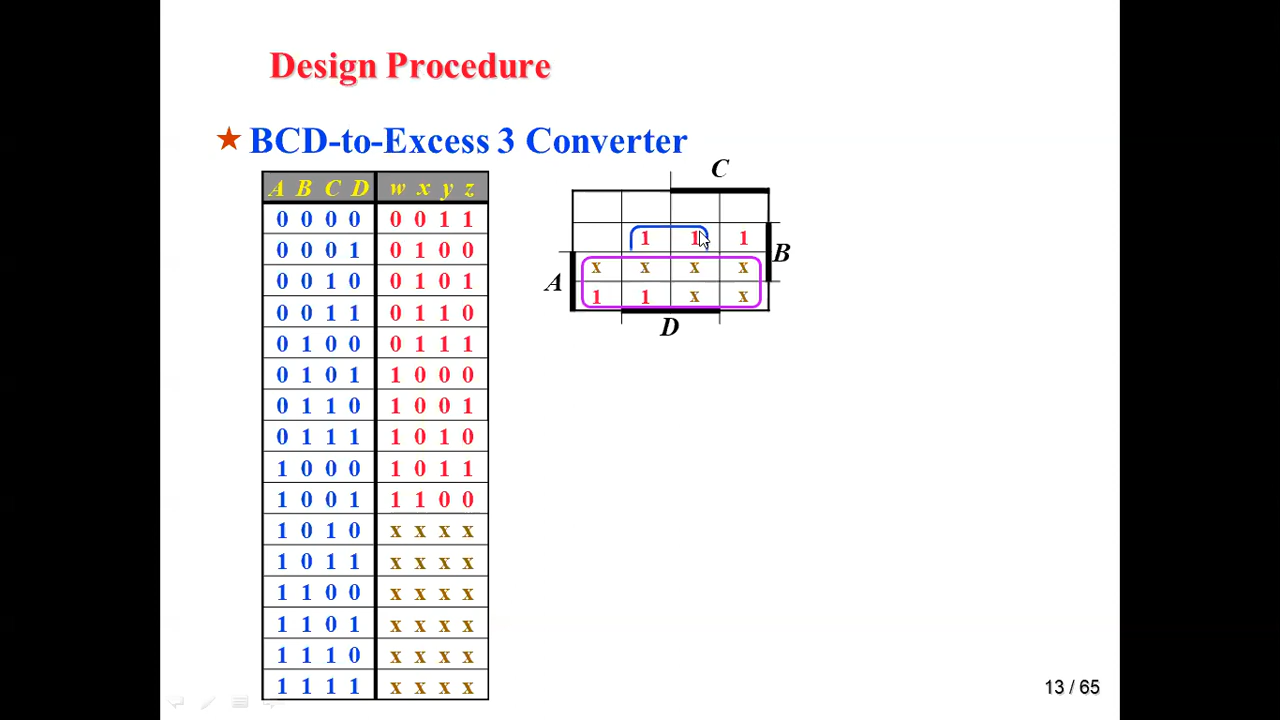 Design Procedure
★ BCD-to-Excess 3 Converter
A B C D w x y z
0 0 0 0 0 0 1 1
0 0 0 1 0 1 0 0
0 0 1 0 0 1 0 1
0 0 1 1 0 1 1 0
0 1 0 0 0 1 1 1
0 1 0 1 1 0 0 0
0 1 1 0 1 0 0 1
0 1 1 1 1 0 1 0
1 0 0 0 1 0 1 1
1 0 0 1 1 1 0 0
1 0 1 0 x x x x
1 0 1 1 x x x x
1 1 0 0 x x x x
1 1 0 1 x x x x
1 1 1 0 x x x x
1 1 1 1 x x x x
C
1 1 1
B
x x x x
A
1 1 x x
D
13 / 65